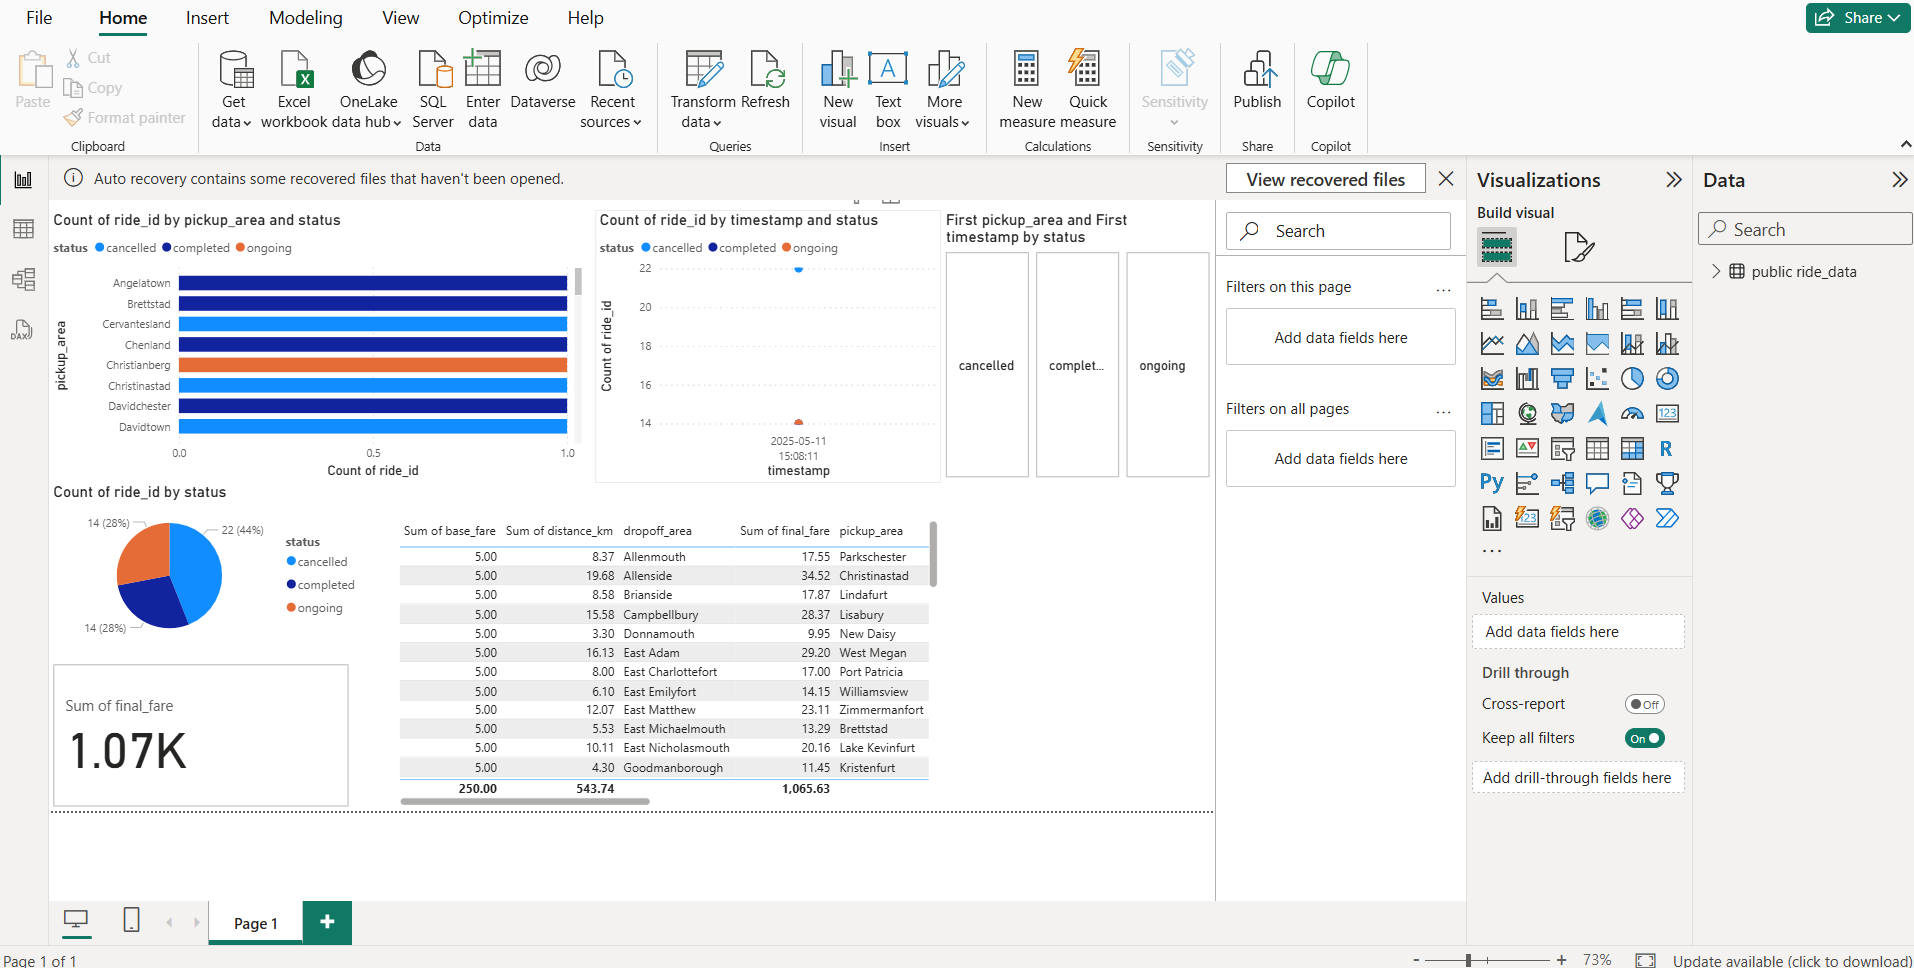 File Home Insert Modeling View Optimize Help Share
Paste Cut Copy Format painter
Clipboard
Get data Excel workbook OneLake data hub SQL Server Enter data Dataverse Recent sources
Data
Transform data Refresh
Queries
New visual Text box More visuals
Insert
New measure Quick measure
Calculations
Sensitivity
Sensitivity
Publish
Share
Copilot
Copilot
Auto recovery contains some recovered files that haven't been opened. View recovered files
Count of ride_id by pickup_area and status
status cancelled completed ongoing
pickup_area
Angelatown
Brettstad
Cervantesland
Chenland
Christianberg
Christinastad
Davidchester
Davidtown
0.0 0.5 1.0
Count of ride_id
Count of ride_id by timestamp and status
status cancelled completed ongoing
Count of ride_id
22
20
18
16
14
2025-05-11
15:08:11
timestamp
First pickup_area and First
timestamp by status
cancelled complet... ongoing
Count of ride_id by status
14 (28%) 22 (44%)
14 (28%)
status
cancelled
completed
ongoing
Sum of final_fare
1.07K
Sum of base_fare Sum of distance_km dropoff_area Sum of final_fare pickup_area
5.00 8.37 Allenmouth 17.55 Parkschester
5.00 19.68 Allenside 34.52 Christinastad
5.00 8.58 Brianside 17.87 Lindafurt
5.00 15.58 Campbellbury 28.37 Lisabury
5.00 3.30 Donnamouth 9.95 New Daisy
5.00 16.13 East Adam 29.20 West Megan
5.00 8.00 East Charlottefort 17.00 Port Patricia
5.00 6.10 East Emilyfort 14.15 Williamsview
5.00 12.07 East Matthew 23.11 Zimmermanfort
5.00 5.53 East Michaelmouth 13.29 Brettstad
5.00 10.11 East Nicholasmouth 20.16 Lake Kevinfurt
5.00 4.30 Goodmanborough 11.45 Kristenfurt
250.00 543.74 1,065.63
Search
Filters on this page ...
Add data fields here
Filters on all pages ...
Add data fields here
Visualizations
Build visual
123
R
Py
123
...
Values
Add data fields here
Drill through
Cross-report Off
Keep all filters On
Add drill-through fields here
Data
Search
public ride_data
DAX
Page 1 +
Page 1 of 1 - + 73% Update available (click to download)